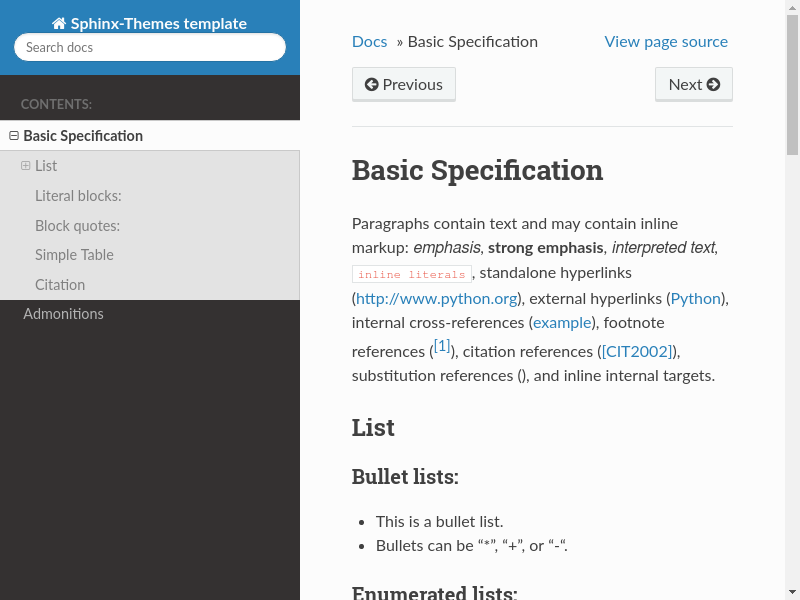 Sphinx-Themes template
Search docs
CONTENTS:
Basic Specification
List
Literal blocks:
Block quotes:
Simple Table
Citation
Admonitions
Docs » Basic Specification View page source
Previous Next
Basic Specification
Paragraphs contain text and may contain inline
markup: emphasis, strong emphasis, interpreted text,
inline literals, standalone hyperlinks
(http://www.python.org), external hyperlinks (Python),
internal cross-references (example), footnote
references ([1]), citation references ([CIT2002]),
substitution references (), and inline internal targets.
List
Bullet lists:
• This is a bullet list.
• Bullets can be “*”, “+”, or “-“.
Enumerated lists: